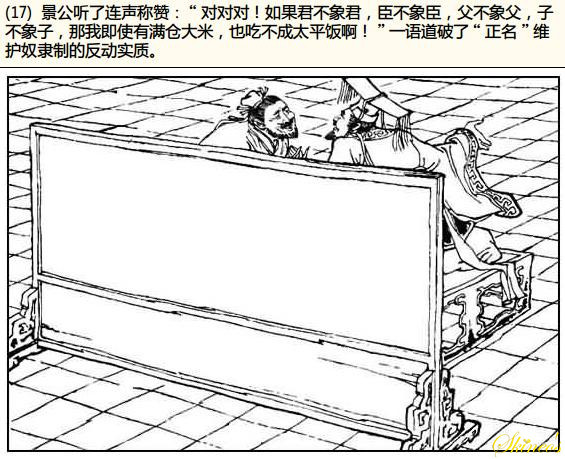 (17) 景公听了连声称赞：“对对对！如果君不象君，臣不象臣，父不象父，子
不象子，那我即使有满仓大米，也吃不成太平饭啊！”一语道破了“正名”维
护奴隶制的反动实质。